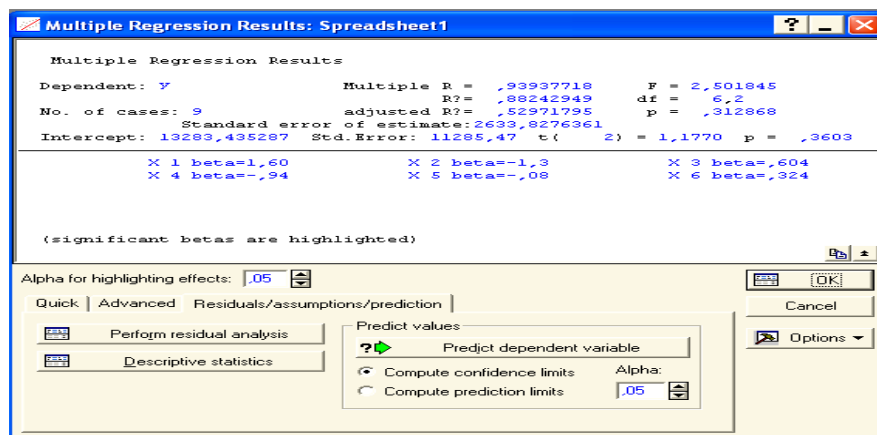 Multiple Regression Results: Spreadsheet1
Multiple Regression Results
Dependent: Y Multiple R = ,93937718 F = 2,501845
R?= ,88242949 df = 6,2
No. of cases: 9 adjusted R?= ,52971795 p = ,312868
Standard error of estimate:2633,8276361
Intercept: 13283,435287 Std.Error: 11285,47 t( 2) = 1,1770 p = ,3603
X 1 beta=1,60 X 2 beta=-1,3 X 3 beta=,604
X 4 beta=-,94 X 5 beta=-,08 X 6 beta=,324
(significant betas are highlighted)
Alpha for highlighting effects: ,05
OK
Quick Advanced Residuals/assumptions/prediction
Cancel
Perform residual analysis
Predict values
Predict dependent variable
Options
Descriptive statistics
Compute confidence limits Alpha:
Compute prediction limits ,05